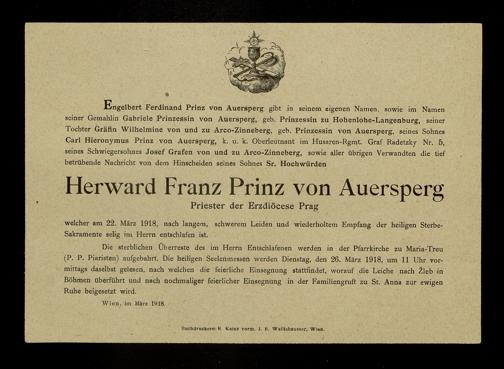 Engelbert Ferdinand Prinz von Auersperg gibt in seinem eigenen Namen, sowie im Namen
seiner Gemahlin Gabriele Prinzessin von Auersperg, geb. Prinzessin zu Hohenlohe-Langenburg, seiner
Tochter Gräfin Wilhelmine von und zu Arco-Zinneberg, geb. Prinzessin von Auersperg, seines Sohnes
Carl Hieronymus Prinz von Auersperg, k. u. k. Oberleutnant im Husaren-Rgmt. Graf Radetzky Nr. 5,
seines Schwiegersohnes Josef Grafen von und zu Arco-Zinneberg, sowie aller übrigen Verwandten die tief
betrübende Nachricht von dem Hinscheiden seines Sohnes Sr. Hochwürden
Herward Franz Prinz von Auersperg
Priester der Erzdiöcese Prag
welcher am 22. März 1918, nach langem, schwerem Leiden und wiederholtem Empfang der heiligen Sterbe-
Sakramente selig im Herrn entschlafen ist.
Die sterblichen Überreste des im Herrn Entschlafenen werden in der Pfarrkirche zu Maria-Treu
(P. P. Piaristen) aufgebahrt. Die heiligen Seelenmessen werden Dienstag, den 26. März 1918, um 11 Uhr vor-
mittags daselbst gelesen, nach welchen die feierliche Einsegnung stattfindet, worauf die Leiche nach Žleb in
Böhmen überführt und nach nochmaliger feierlicher Einsegnung in der Familiengruft zu St. Anna zur ewigen
Ruhe beigesetzt wird.
Wien, im März 1918.
Buchdruckerei R. Kainz vorm. J. B. Wallishausser, Wien.